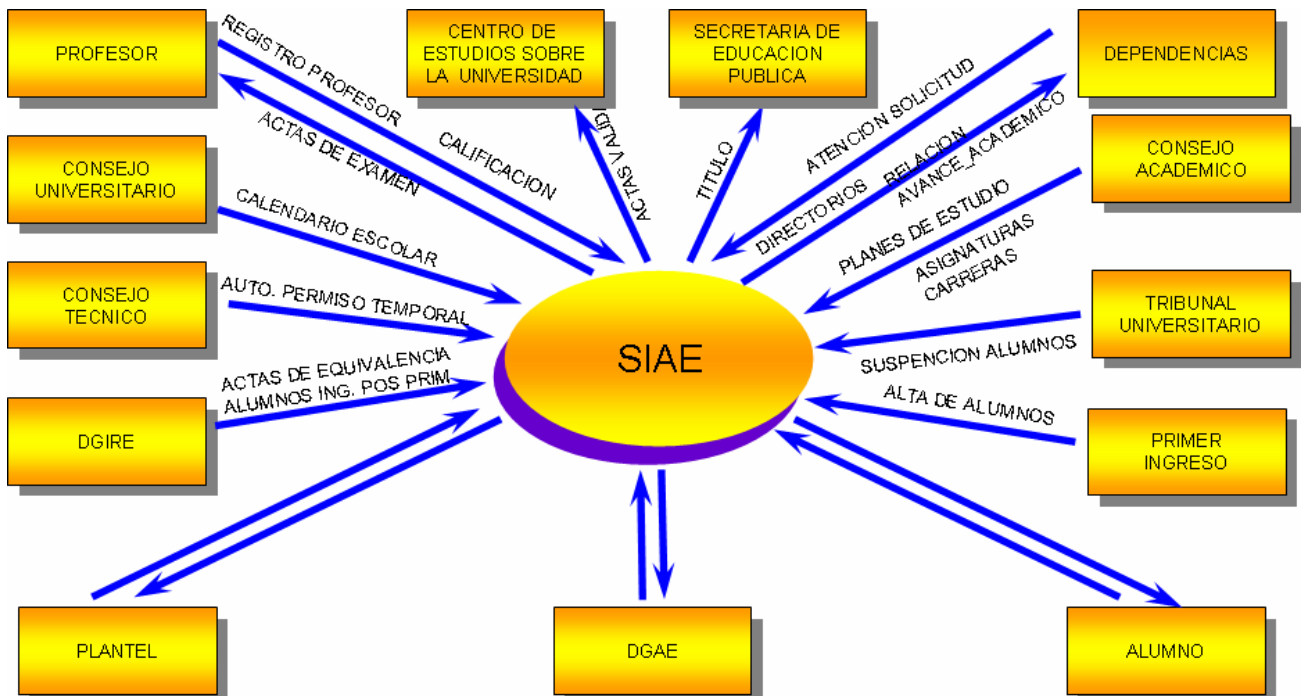 PROFESOR
CENTRO DE
ESTUDIOS SOBRE
LA UNIVERSIDAD
SECRETARIA DE
EDUCACION
PUBLICA
DEPENDENCIAS
REGISTRO PROFESOR
CALIFICACION
ACTAS DE EXAMEN
ACTAS VALID
TITULO
ATENCION SOLICITUD
DIRECTORIOS
RELACION
AVANCE_ACADEMICO
CONSEJO
UNIVERSITARIO
CALENDARIO ESCOLAR
CONSEJO
ACADEMICO
PLANES DE ESTUDIO
ASIGNATURAS
CARRERAS
CONSEJO
TECNICO
AUTO. PERMISO TEMPORAL
SIAE
TRIBUNAL
UNIVERSITARIO
SUSPENCION ALUMNOS
DGIRE
ACTAS DE EQUIVALENCIA
ALUMNOS ING. POS PRIM.
ALTA DE ALUMNOS
PRIMER
INGRESO
PLANTEL
DGAE
ALUMNO